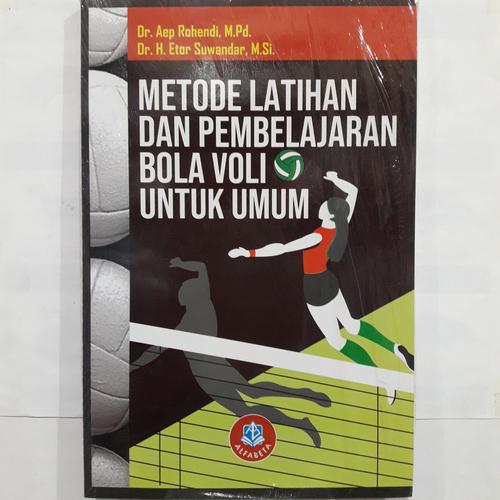 Dr. Aep Rohendi, M.Pd.
Dr. H. Etor Suwandar, M.Si.
METODE LATIHAN
DAN PEMBELAJARAN
BOLA VOLI
UNTUK UMUM
ALFABETA